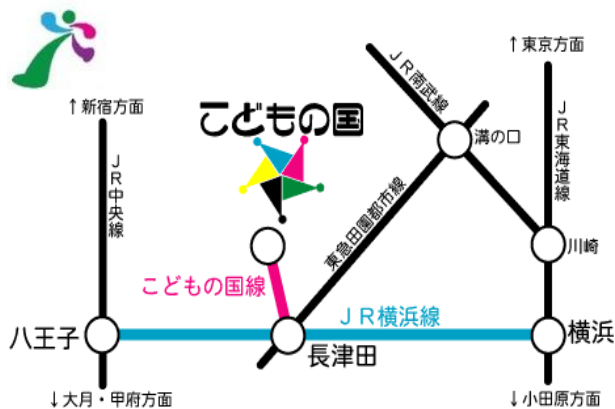 ↑東京方面
JR南武線
↑新宿方面
こどもの国
JR東海道線
溝の口
JR中央線
東急田園都市線
川崎
こどもの国線
JR横浜線
八王子
長津田
横浜
↓大月・甲府方面
↓小田原方面